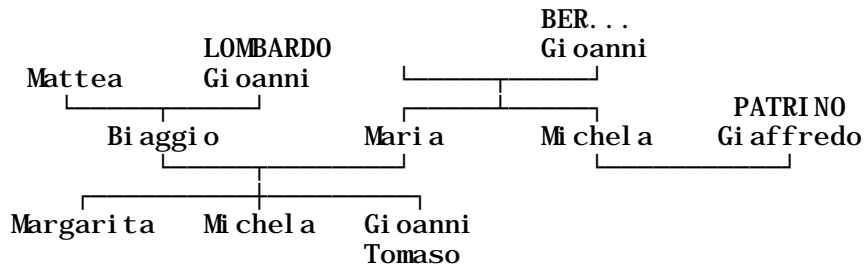 BER...
LOMBARDO Gioanni
Mattea Gioanni
PATRINO
Biaggio Maria Michela Giaffredo
Margarita Michela Gioanni
Tomaso